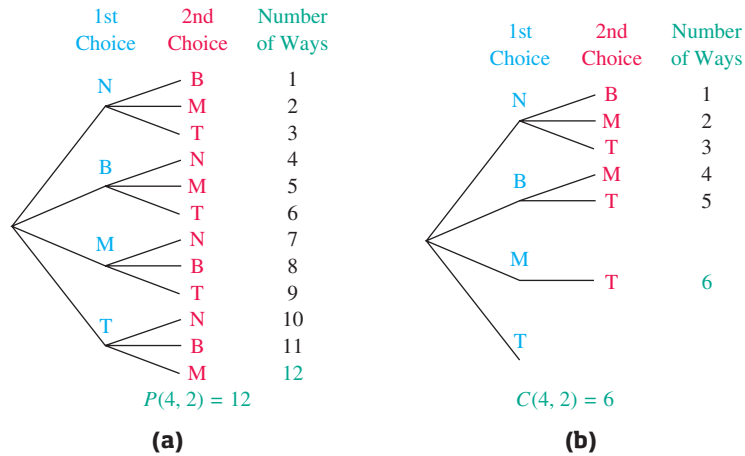 1st 2nd Number
Choice Choice of Ways
N B 1
M 2
T 3
B N 4
M 5
T 6
M N 7
B 8
T 9
T N 10
B 11
M 12
P(4, 2) = 12
(a)
1st 2nd Number
Choice Choice of Ways
N B 1
M 2
T 3
B M 4
T 5
M T 6
T
C(4, 2) = 6
(b)